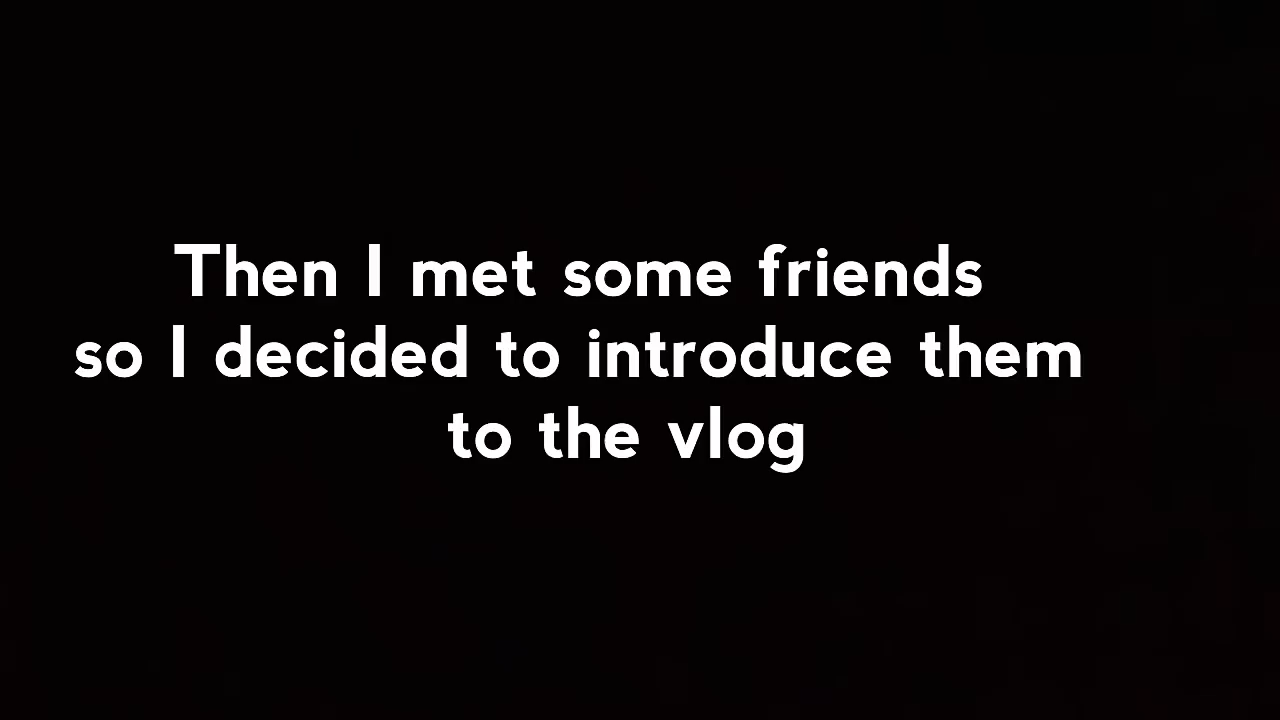 Then I met some friends
so I decided to introduce them
to the vlog